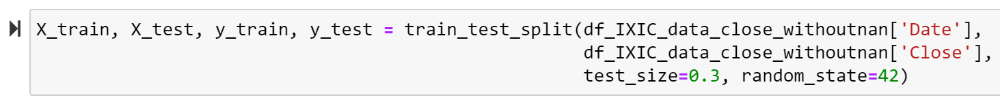 X_train, X_test, y_train, y_test = train_test_split(df_IXIC_data_close_withoutnan['Date'],
df_IXIC_data_close_withoutnan['Close'],
test_size=0.3, random_state=42)